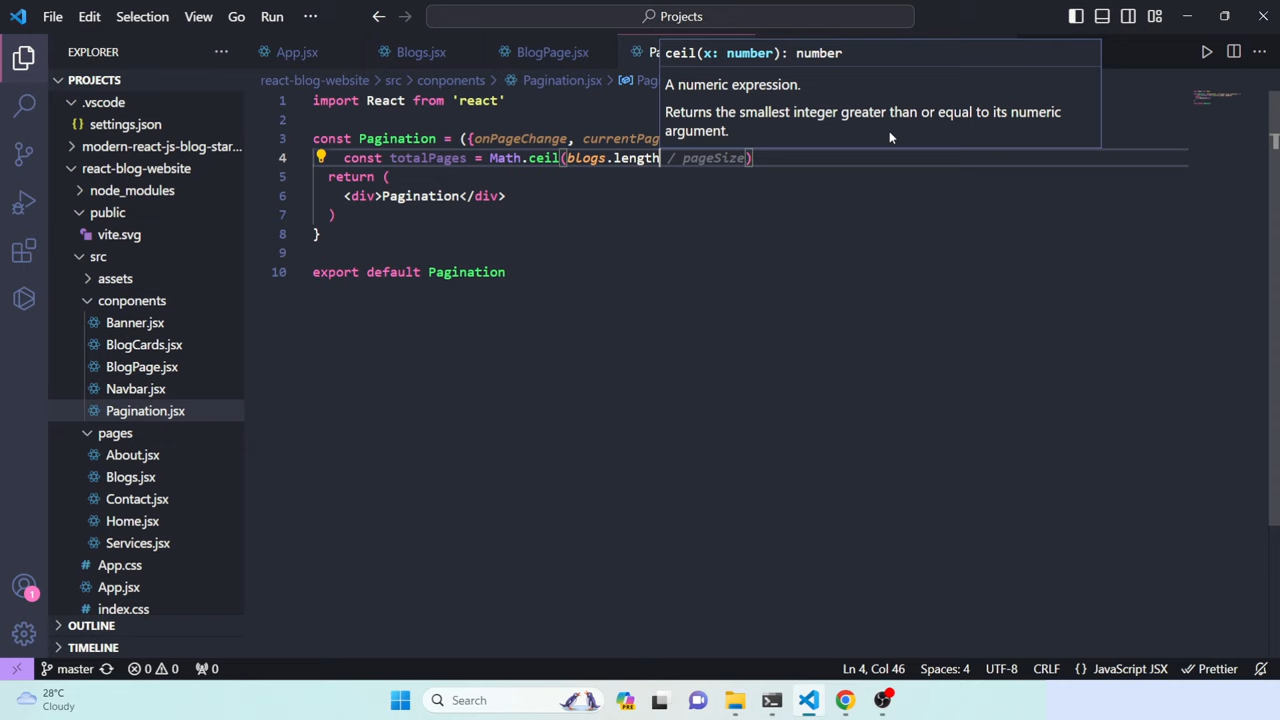 File Edit Selection View Go Run ···
Projects
EXPLORER
PROJECTS
.vscode
settings.json
modern-react-js-blog-star...
react-blog-website
node_modules
public
vite.svg
src
assets
conponents
Banner.jsx
BlogCards.jsx
BlogPage.jsx
Navbar.jsx
Pagination.jsx
pages
About.jsx
Blogs.jsx
Contact.jsx
Home.jsx
Services.jsx
App.css
App.jsx
index.css
OUTLINE
TIMELINE
App.jsx Blogs.jsx BlogPage.jsx Pa
react-blog-website > src > conponents > Pagination.jsx > Pag
ceil(x: number): number
A numeric expression.
Returns the smallest integer greater than or equal to its numeric
argument.
1 import React from 'react'
2
3 const Pagination = ({onPageChange, currentPag
4 const totalPages = Math.ceil(blogs.length / pageSize)
5 return (
6 <div>Pagination</div>
7 )
8 }
9
10 export default Pagination
1
master 0 0 0 Ln 4, Col 46 Spaces: 4 UTF-8 CRLF {} JavaScript JSX Prettier
28°C
Cloudy
Search
PRE